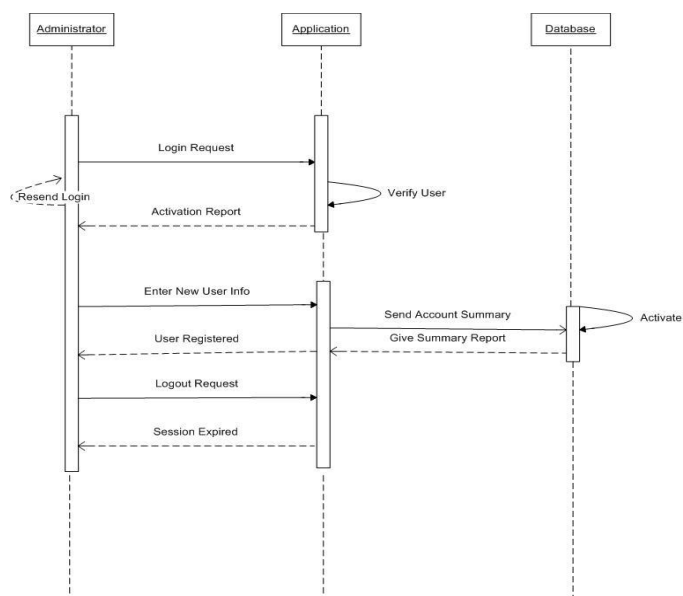 Administrator
Application
Database
Login Request
Resend Login
Verify User
Activation Report
Enter New User Info
Send Account Summary
Activate
User Registered
Give Summary Report
Logout Request
Session Expired